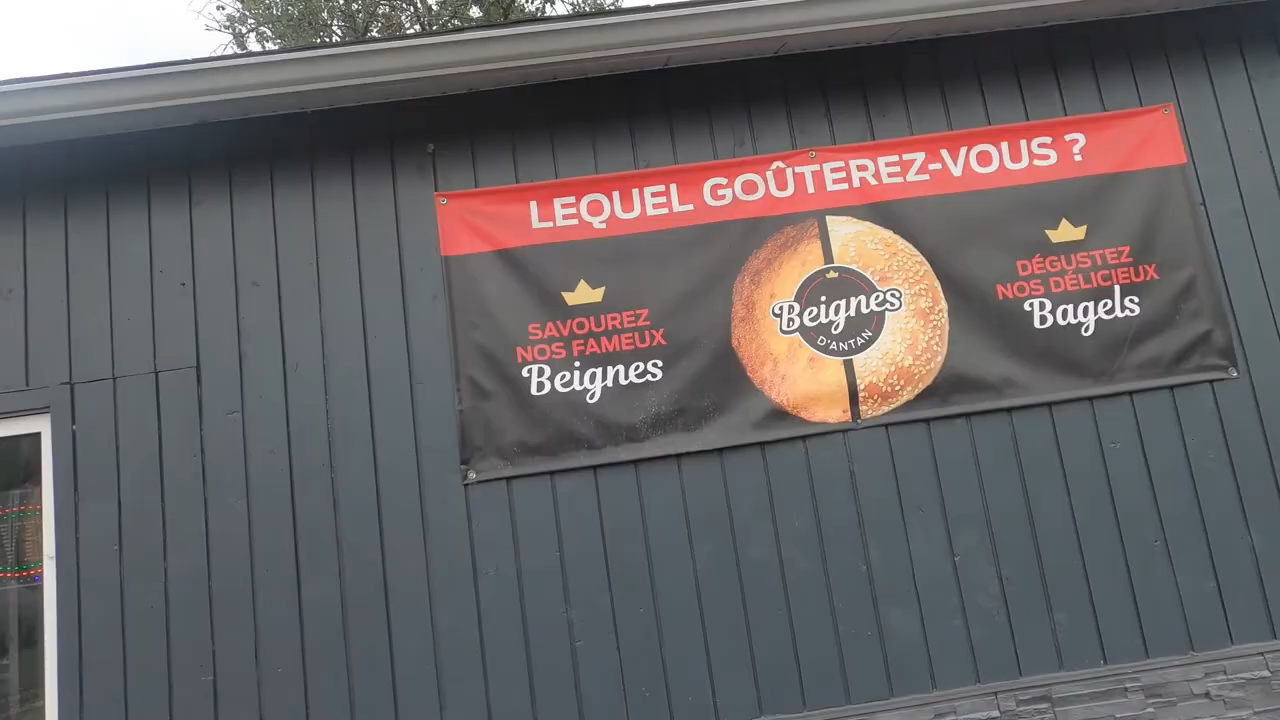 LEQUEL GOÛTEREZ-VOUS ?
SAVOUREZ
NOS FAMEUX
Beignes
Beignes
D'ANTAN
DÉGUSTEZ
NOS DÉLICIEUX
Bagels